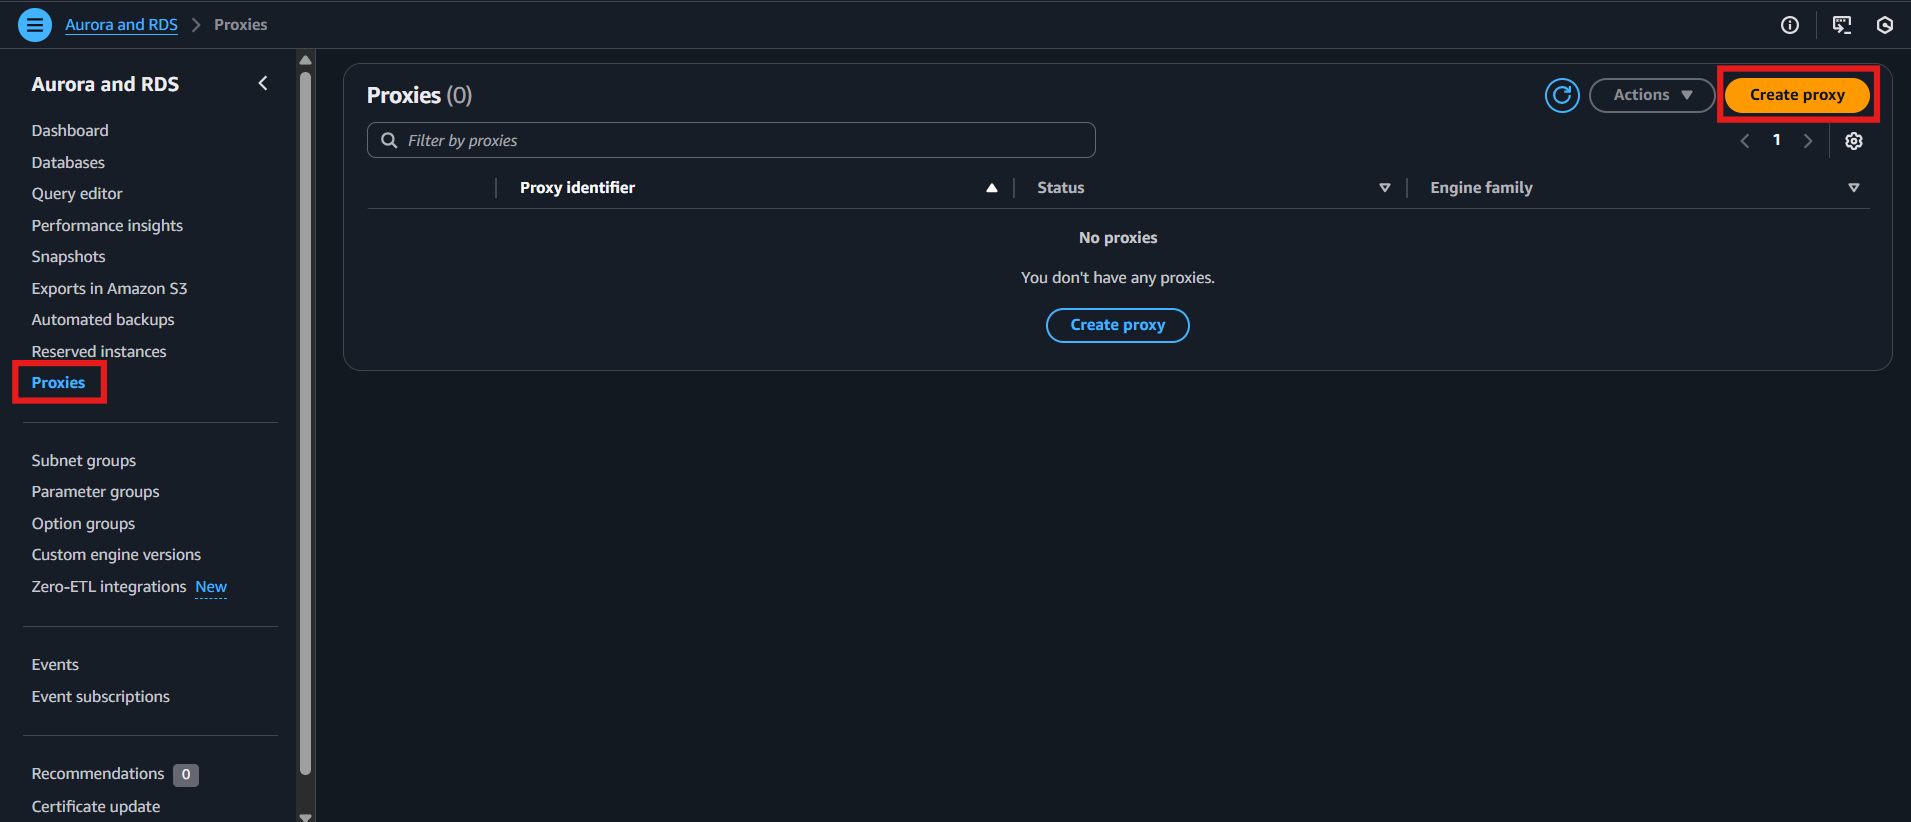 Aurora and RDS > Proxies
Aurora and RDS
Dashboard
Databases
Query editor
Performance insights
Snapshots
Exports in Amazon S3
Automated backups
Reserved instances
Proxies
Subnet groups
Parameter groups
Option groups
Custom engine versions
Zero-ETL integrations New
Events
Event subscriptions
Recommendations 0
Certificate update
Proxies (0)
Actions
Create proxy
Filter by proxies
1
Proxy identifier Status Engine family
No proxies
You don't have any proxies.
Create proxy